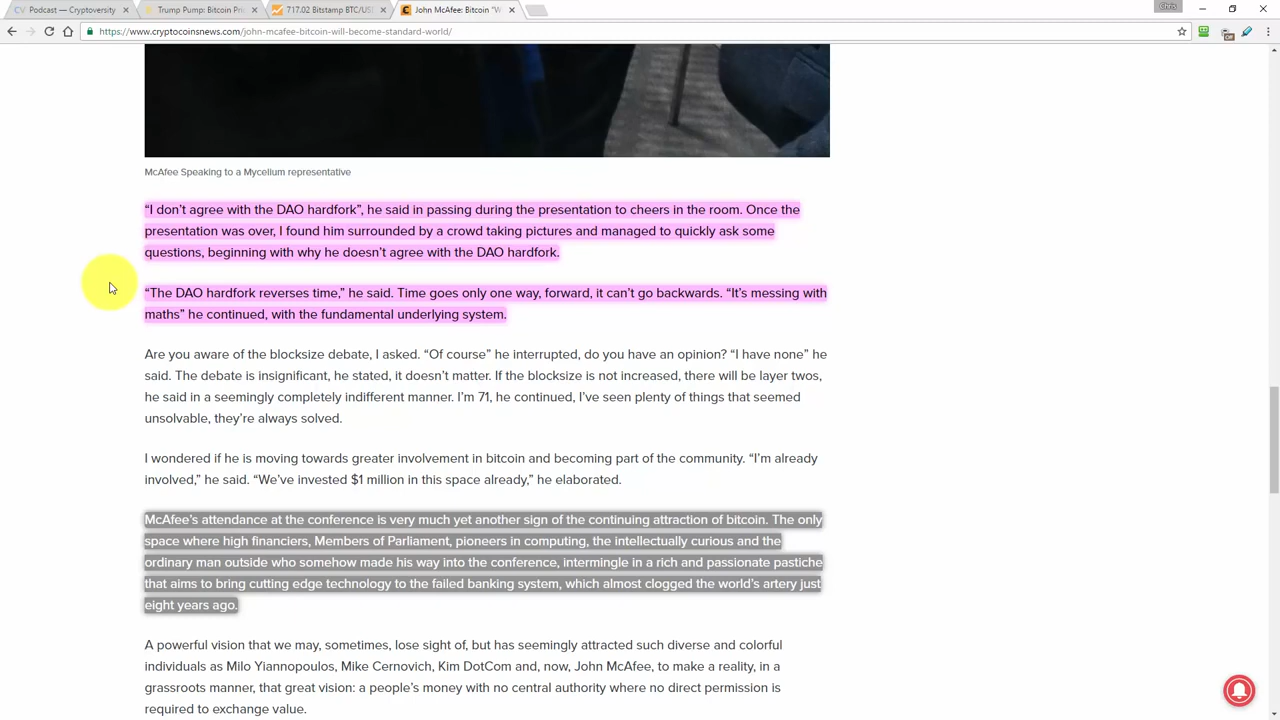 Podcast — Cryptoversity
Trump Pump: Bitcoin Pri
717.02 Bitstamp BTC/USD
John McAfee: Bitcoin "W
Chris
https://www.cryptocoinsnews.com/john-mcafee-bitcoin-will-become-standard-world/
McAfee Speaking to a Mycelium representative
“I don’t agree with the DAO hardfork”, he said in passing during the presentation to cheers in the room. Once the
presentation was over, I found him surrounded by a crowd taking pictures and managed to quickly ask some
questions, beginning with why he doesn’t agree with the DAO hardfork.
“The DAO hardfork reverses time,” he said. Time goes only one way, forward, it can’t go backwards. “It’s messing with
maths” he continued, with the fundamental underlying system.
Are you aware of the blocksize debate, I asked. “Of course” he interrupted, do you have an opinion? “I have none” he
said. The debate is insignificant, he stated, it doesn’t matter. If the blocksize is not increased, there will be layer twos,
he said in a seemingly completely indifferent manner. I’m 71, he continued, I’ve seen plenty of things that seemed
unsolvable, they’re always solved.
I wondered if he is moving towards greater involvement in bitcoin and becoming part of the community. “I’m already
involved,” he said. “We’ve invested $1 million in this space already,” he elaborated.
McAfee’s attendance at the conference is very much yet another sign of the continuing attraction of bitcoin. The only
space where high financiers, Members of Parliament, pioneers in computing, the intellectually curious and the
ordinary man outside who somehow made his way into the conference, intermingle in a rich and passionate pastiche
that aims to bring cutting edge technology to the failed banking system, which almost clogged the world’s artery just
eight years ago.
A powerful vision that we may, sometimes, lose sight of, but has seemingly attracted such diverse and colorful
individuals as Milo Yiannopoulos, Mike Cernovich, Kim DotCom and, now, John McAfee, to make a reality, in a
grassroots manner, that great vision: a people’s money with no central authority where no direct permission is
required to exchange value.